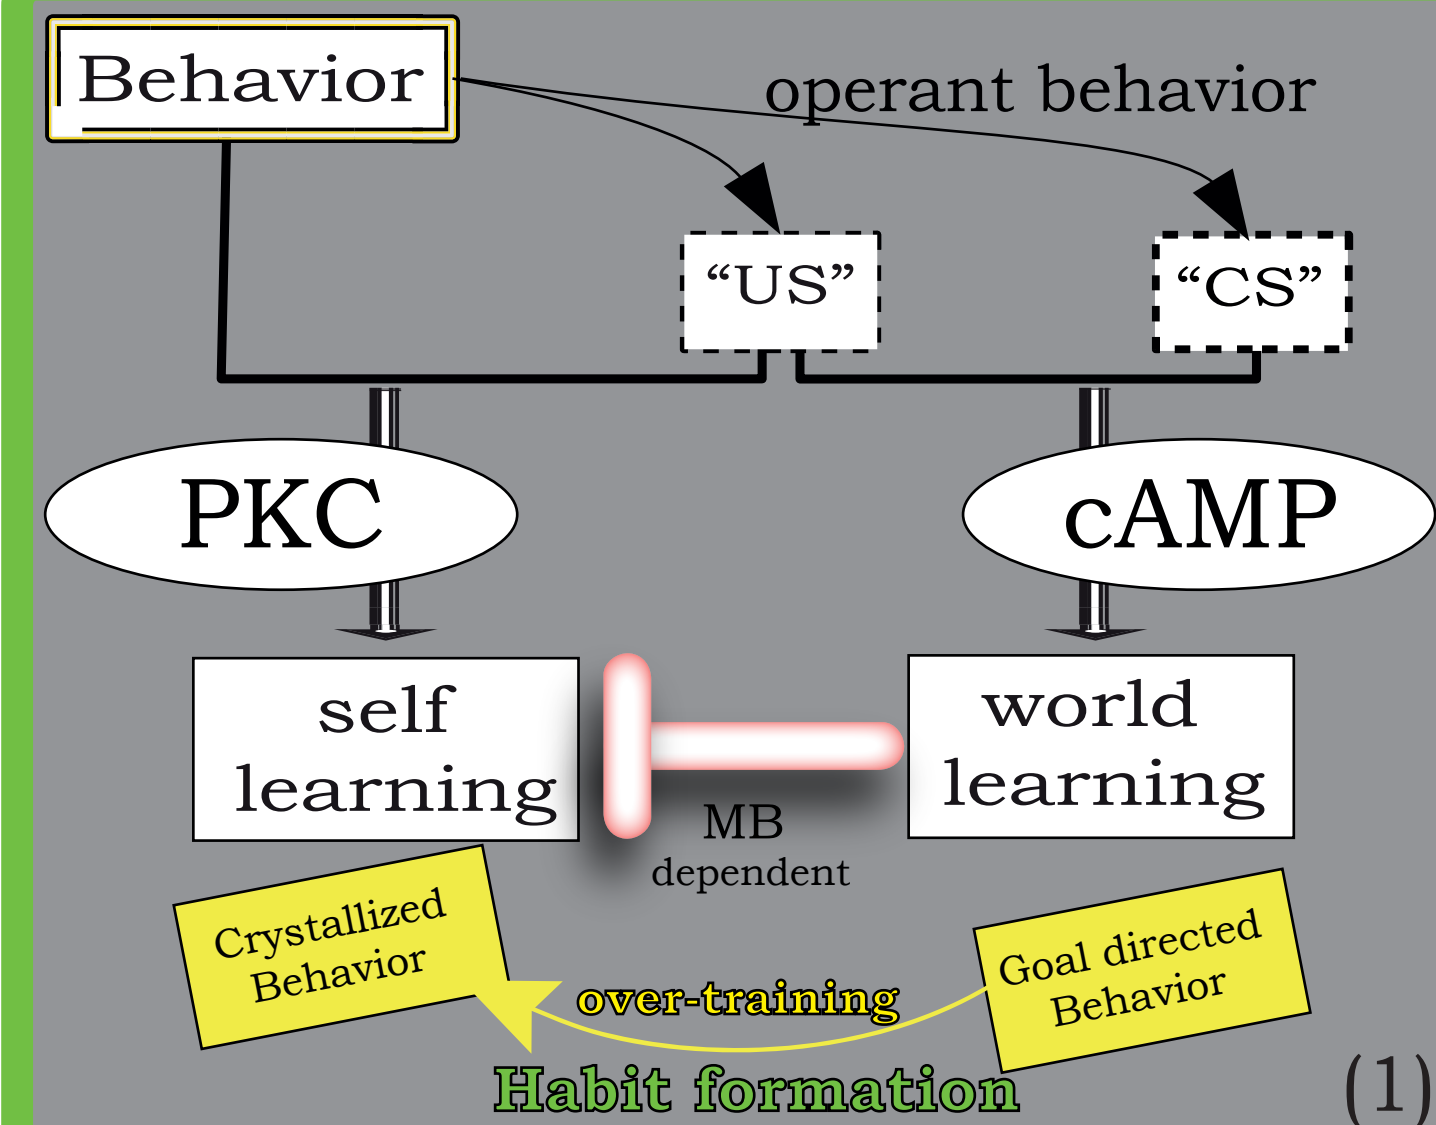 Behavior
operant behavior
“US”
“CS”
PKC
cAMP
self
learning
world
learning
MB
dependent
Crystallized
Behavior
Goal directed
Behavior
over-training
Habit formation
(1)